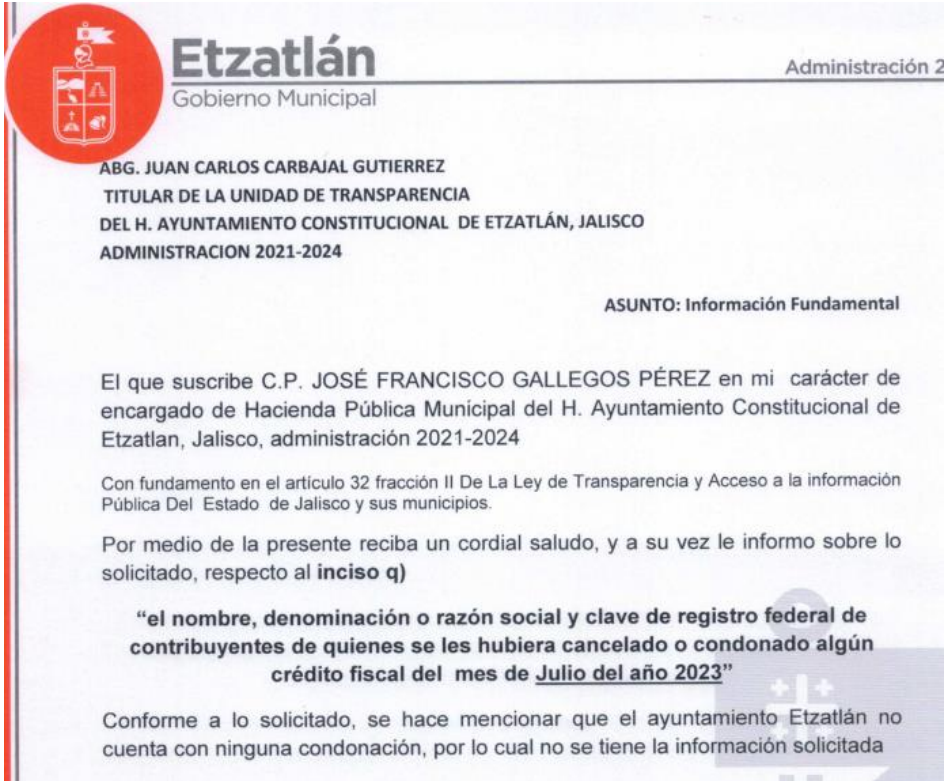 Etzatlán
Gobierno Municipal
Administración 2
ABG. JUAN CARLOS CARBAJAL GUTIERREZ
TITULAR DE LA UNIDAD DE TRANSPARENCIA
DEL H. AYUNTAMIENTO CONSTITUCIONAL DE ETZATLÁN, JALISCO
ADMINISTRACION 2021-2024
ASUNTO: Información Fundamental
El que suscribe C.P. JOSÉ FRANCISCO GALLEGOS PÉREZ en mi carácter de
encargado de Hacienda Pública Municipal del H. Ayuntamiento Constitucional de
Etzatlan, Jalisco, administración 2021-2024
Con fundamento en el artículo 32 fracción II De La Ley de Transparencia y Acceso a la información
Pública Del Estado de Jalisco y sus municipios.
Por medio de la presente reciba un cordial saludo, y a su vez le informo sobre lo
solicitado, respecto al inciso q)
“el nombre, denominación o razón social y clave de registro federal de
contribuyentes de quienes se les hubiera cancelado o condonado algún
crédito fiscal del mes de Julio del año 2023”
Conforme a lo solicitado, se hace mencionar que el ayuntamiento Etzatlán no
cuenta con ninguna condonación, por lo cual no se tiene la información solicitada